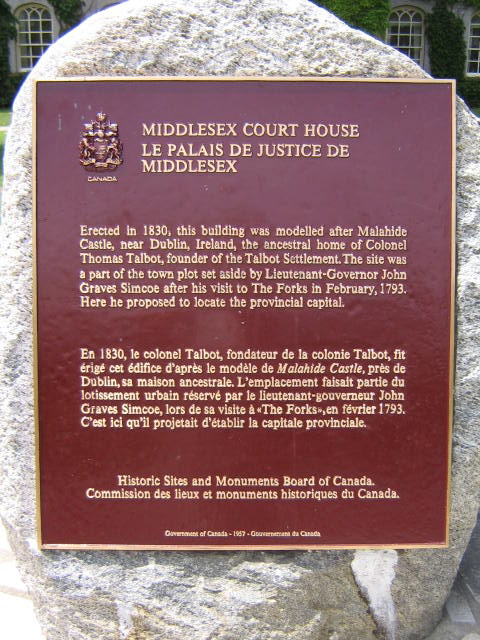 CANADA
MIDDLESEX COURT HOUSE
LE PALAIS DE JUSTICE DE
MIDDLESEX
Erected in 1830, this building was modelled after Malahide
Castle, near Dublin, Ireland, the ancestral home of Colonel
Thomas Talbot, founder of the Talbot Settlement. The site was
a part of the town plot set aside by Lieutenant-Governor John
Graves Simcoe after his visit to The Forks in February, 1793.
Here he proposed to locate the provincial capital.
En 1830, le colonel Talbot, fondateur de la colonie Talbot, fit
érigé cet édifice d'après le modèle de Malahide Castle, près de
Dublin, sa maison ancestrale. L'emplacement faisait partie du
lotissement urbain réservé par le lieutenant-gouverneur John
Graves Simcoe, lors de sa visite à «The Forks», en février 1793.
C'est ici qu'il projetait d'établir la capitale provinciale.
Historic Sites and Monuments Board of Canada.
Commission des lieux et monuments historiques du Canada.
Government of Canada - 1957 - Gouvernement du Canada